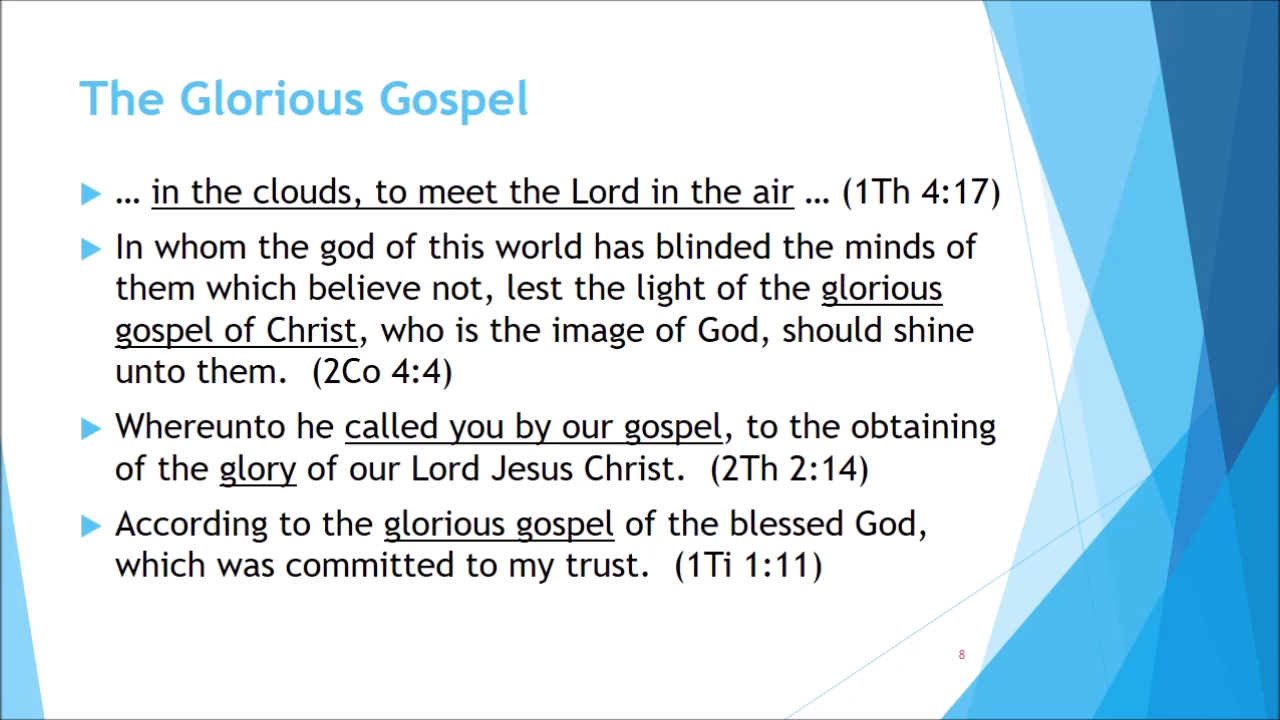 The Glorious Gospel
… in the clouds, to meet the Lord in the air … (1Th 4:17)
In whom the god of this world has blinded the minds of
them which believe not, lest the light of the glorious
gospel of Christ, who is the image of God, should shine
unto them. (2Co 4:4)
Whereunto he called you by our gospel, to the obtaining
of the glory of our Lord Jesus Christ. (2Th 2:14)
According to the glorious gospel of the blessed God,
which was committed to my trust. (1Ti 1:11)
8